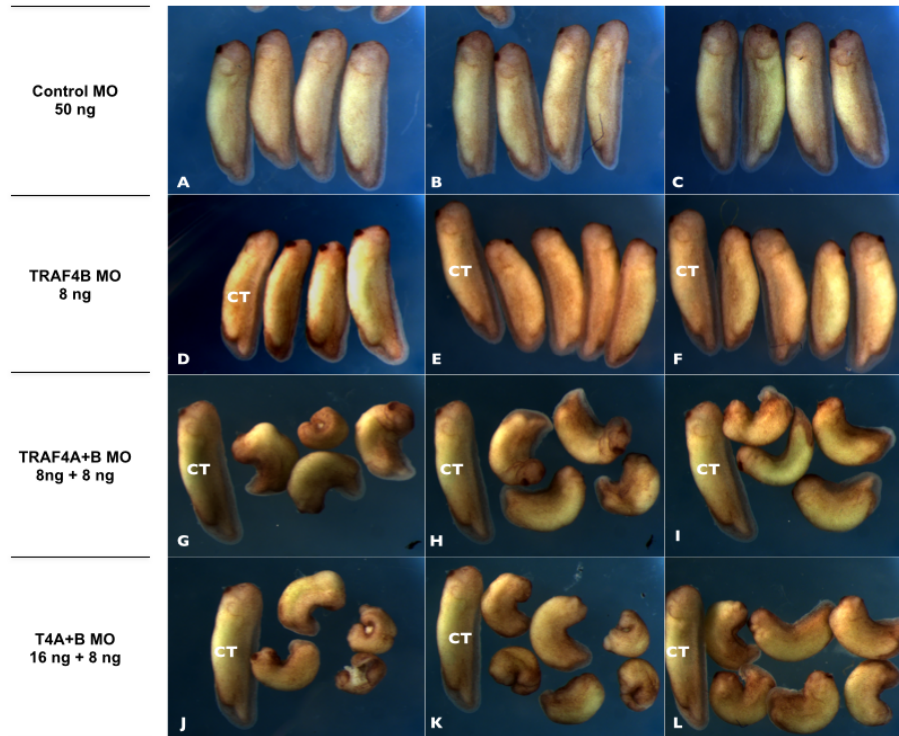 Control MO
50 ng
A
B
C
TRAF4B MO
8 ng
CT
D
CT
E
CT
F
TRAF4A+B MO
8ng + 8 ng
CT
G
CT
H
CT
I
T4A+B MO
16 ng + 8 ng
CT
J
CT
K
CT
L